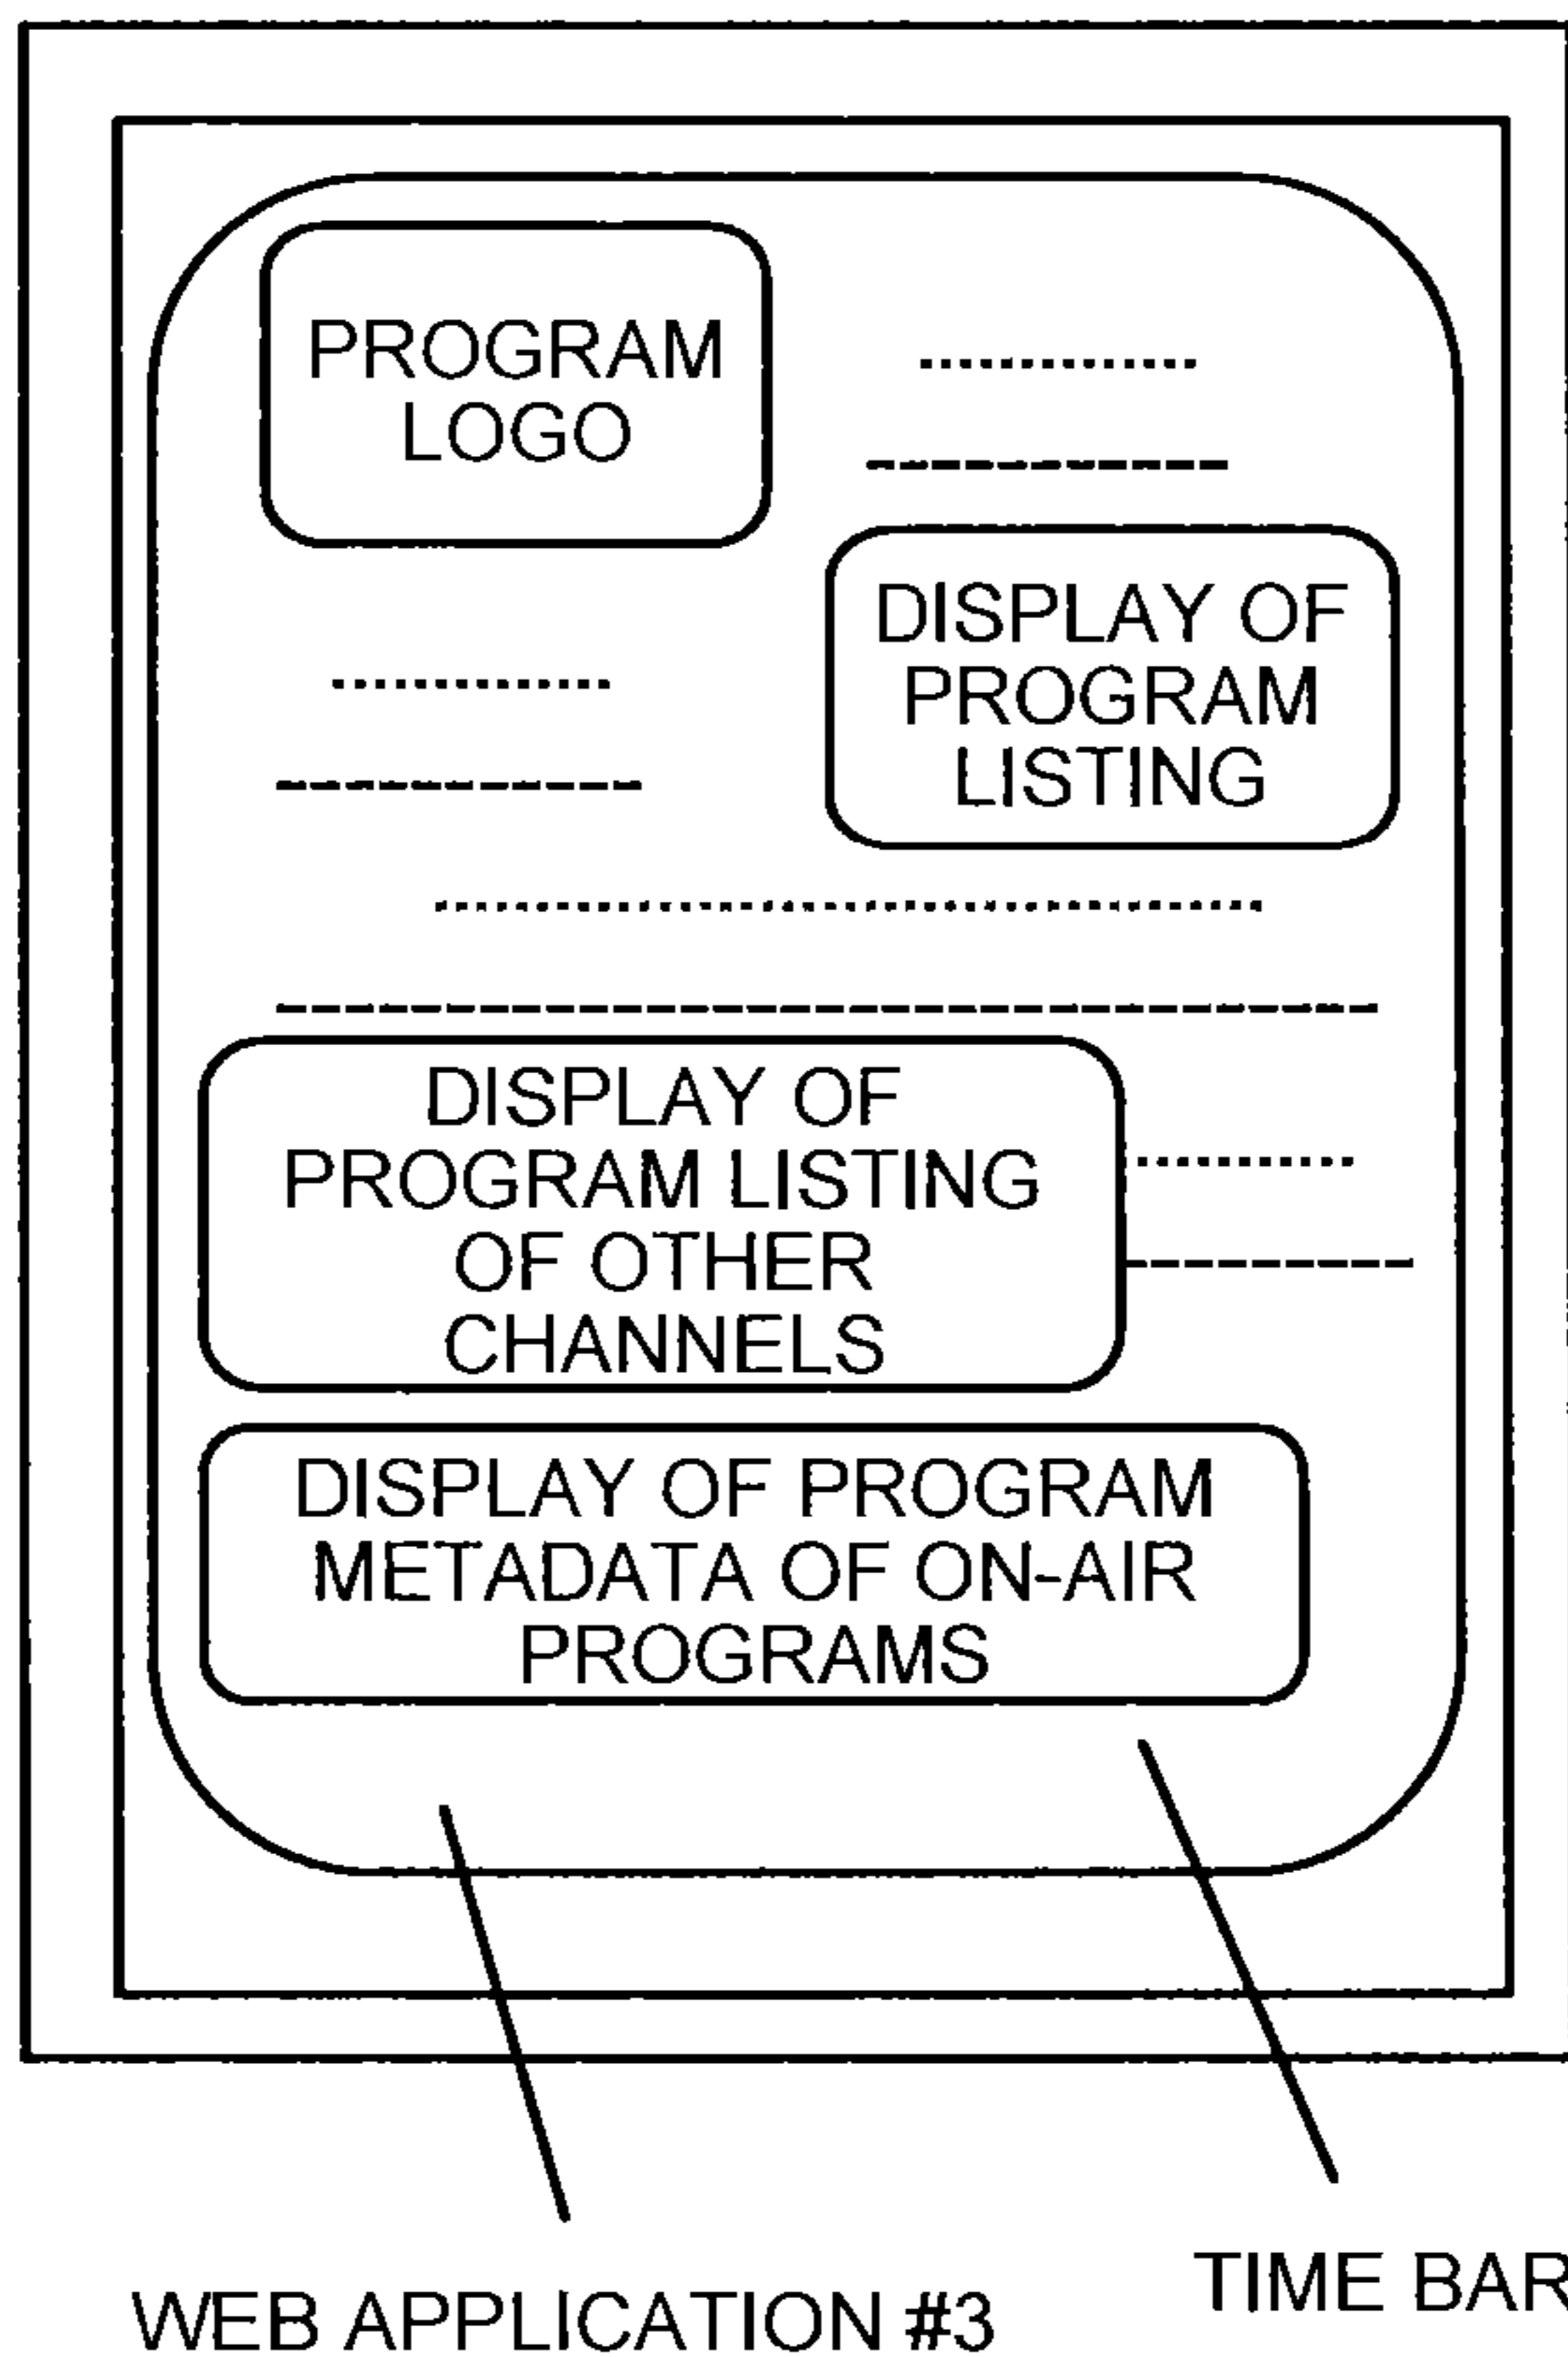 PROGRAM
LOGO
DISPLAY OF
PROGRAM
LISTING
DISPLAY OF
PROGRAM LISTING
OF OTHER
CHANNELS
DISPLAY OF PROGRAM
METADATA OF ON-AIR
PROGRAMS
TIME BAR
WEB APPLICATION #3